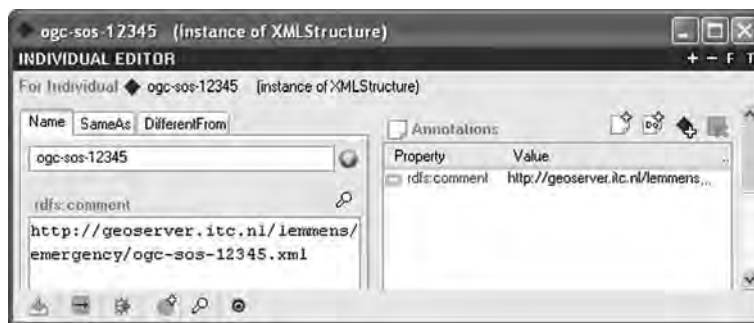 ogc-sos-12345 (instance of XMLStructure)
INDIVIDUAL EDITOR + - F T
For Individual ogc-sos-12345 (instance of XMLStructure)
Name SameAs DifferentFrom
ogc-sos-12345
rdfs:comment
http://geoserver.itc.nl/lemmens/
emergency/ogc-sos-12345.xml
Annotations
Property Value ..
rdfs:comment http://geoserver.itc.nl/lemmens,...